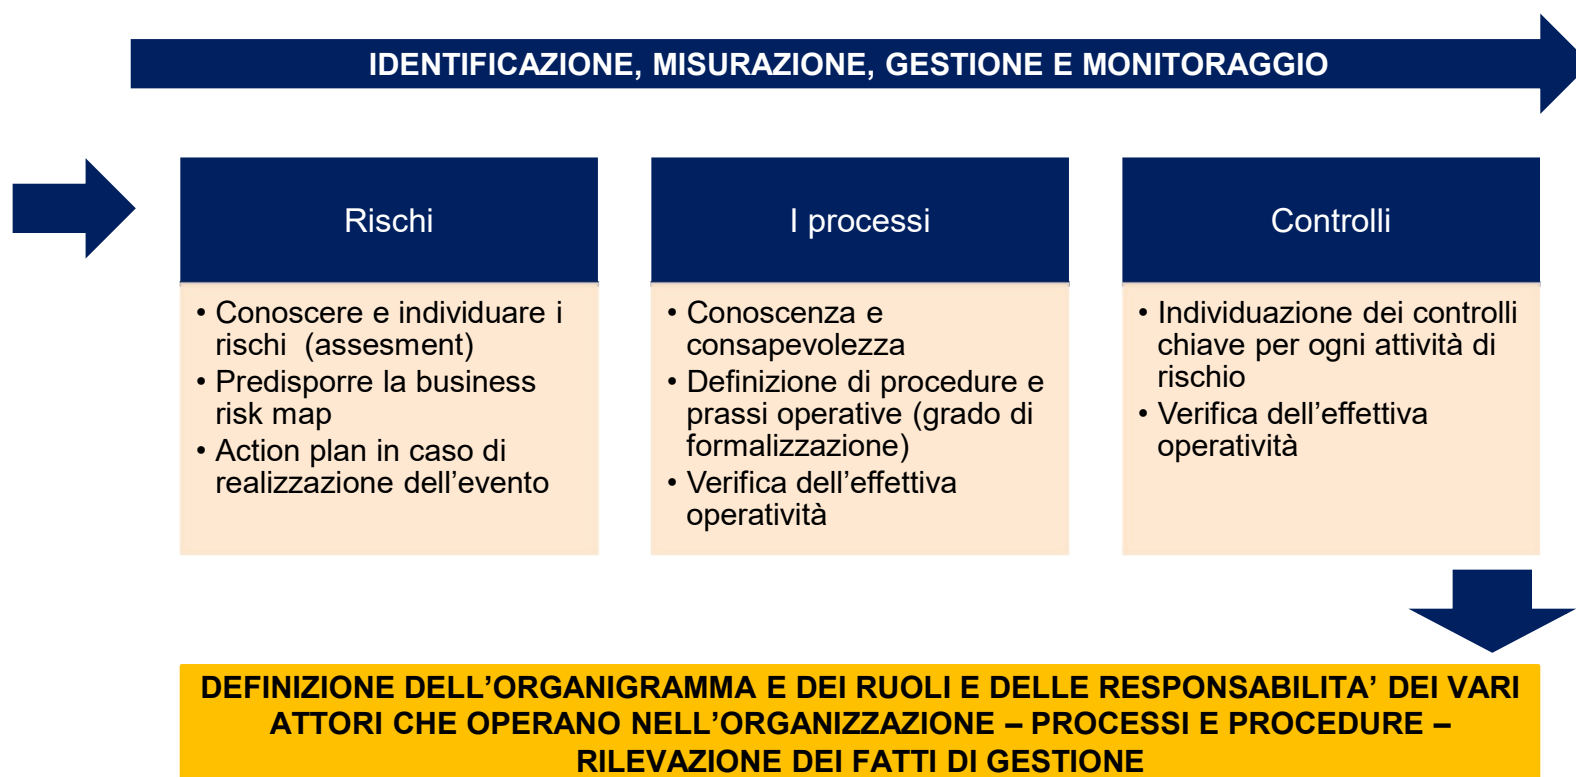 IDENTIFICAZIONE, MISURAZIONE, GESTIONE E MONITORAGGIO
Rischi
• Conoscere e individuare i
rischi (assesment)
• Predisporre la business
risk map
• Action plan in caso di
realizzazione dell’evento
I processi
• Conoscenza e
consapevolezza
• Definizione di procedure e
prassi operative (grado di
formalizzazione)
• Verifica dell’effettiva
operatività
Controlli
• Individuazione dei controlli
chiave per ogni attività di
rischio
• Verifica dell’effettiva
operatività
DEFINIZIONE DELL’ORGANIGRAMMA E DEI RUOLI E DELLE RESPONSABILITA’ DEI VARI
ATTORI CHE OPERANO NELL’ORGANIZZAZIONE – PROCESSI E PROCEDURE –
RILEVAZIONE DEI FATTI DI GESTIONE